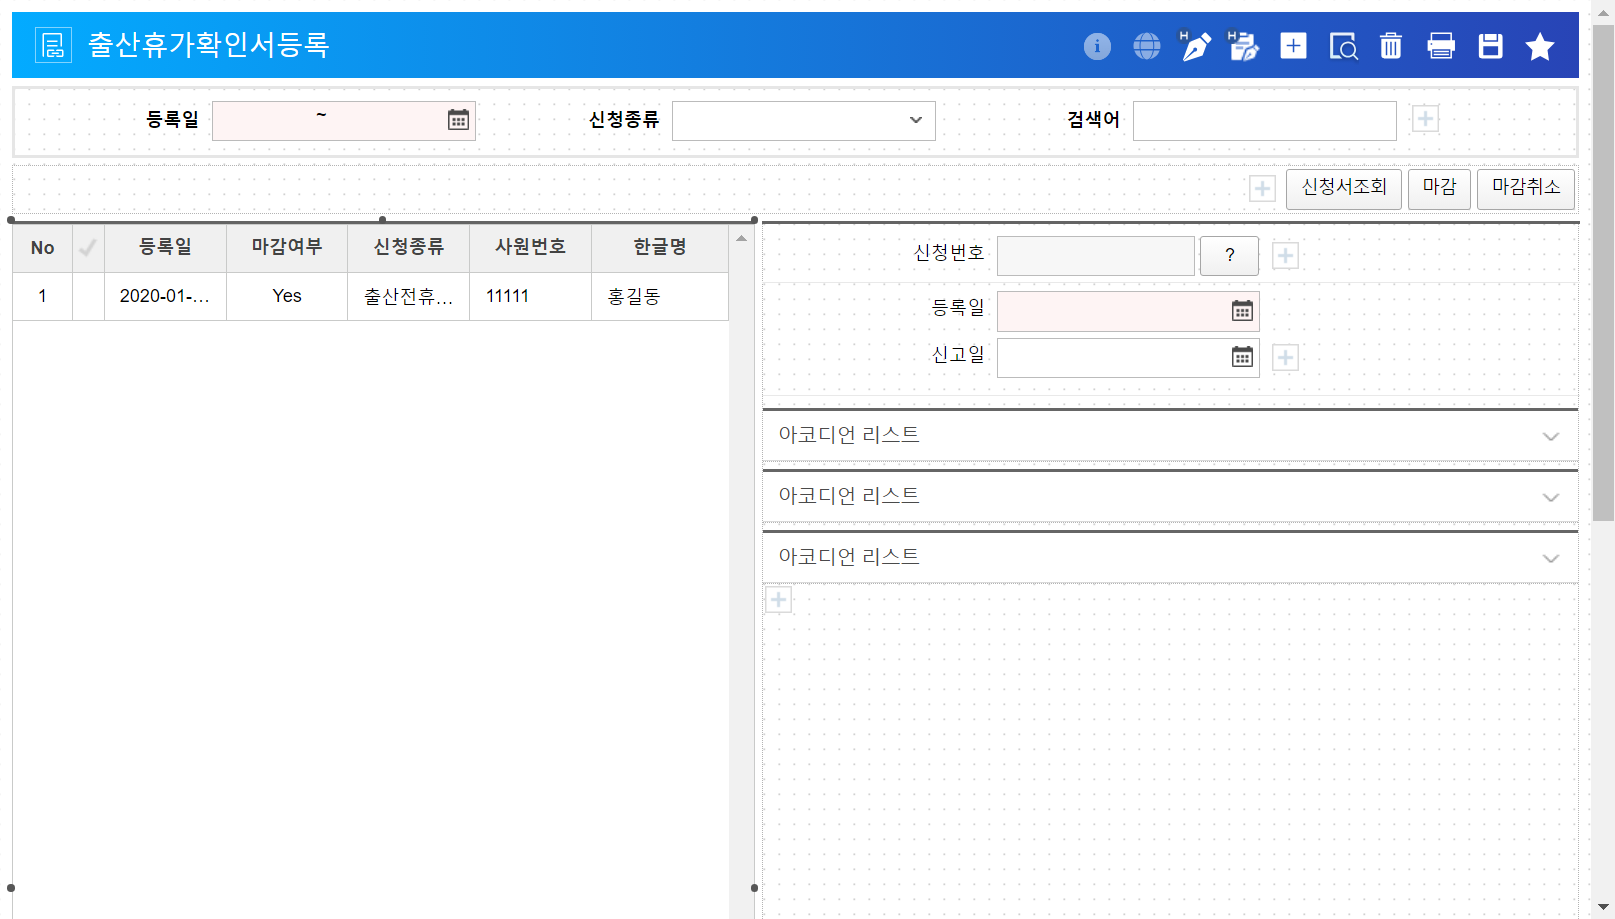 출산휴가확인서등록
등록일 ~ 신청종류 검색어
신청서조회 마감 마감취소
No 등록일 마감여부 신청종류 사원번호 한글명
1 2020-01-... Yes 출산전휴... 11111 홍길동
신청번호 ?
등록일
신고일
아코디언 리스트
아코디언 리스트
아코디언 리스트